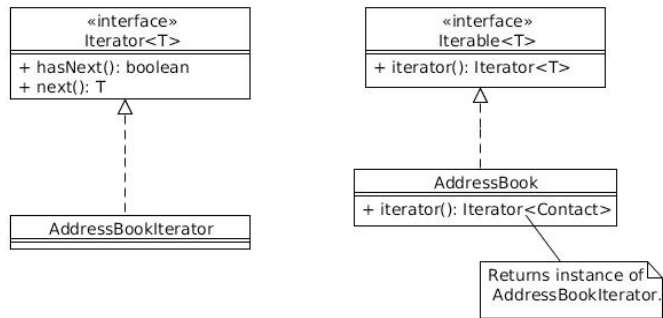 «interface»
Iterator<T>
+ hasNext(): boolean
+ next(): T
AddressBookIterator
«interface»
Iterable<T>
+ iterator(): Iterator<T>
AddressBook
+ iterator(): Iterator<Contact>
Returns instance of
AddressBookIterator.